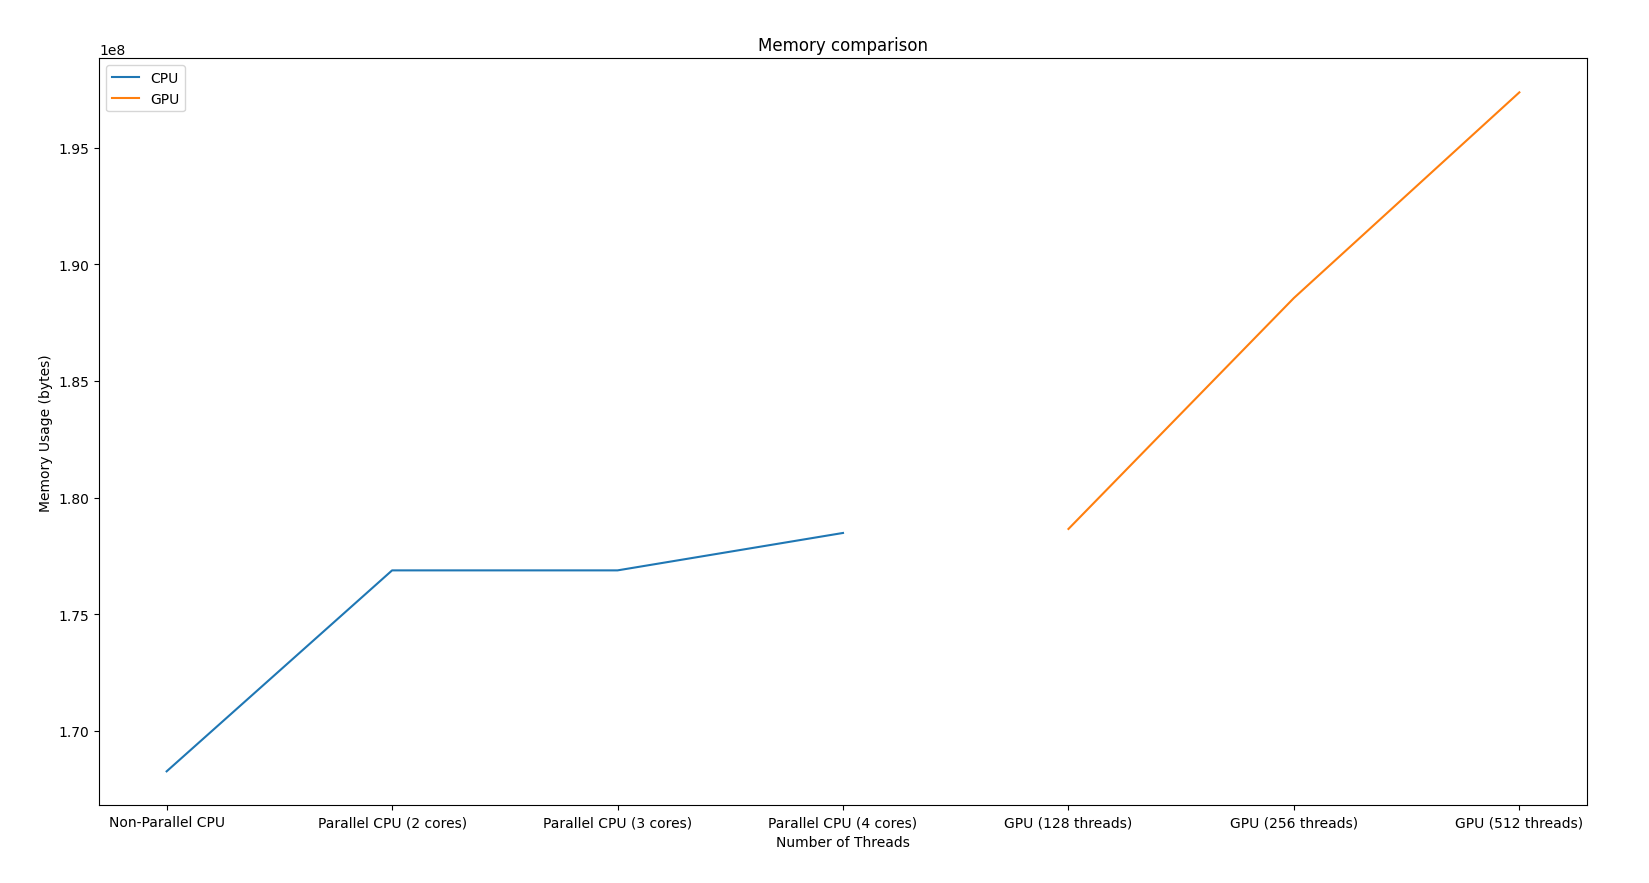 Memory comparison
1e8
CPU
GPU
1.95
1.90
1.85
1.80
1.75
1.70
Memory Usage (bytes)
Non-Parallel CPU
Parallel CPU (2 cores)
Parallel CPU (3 cores)
Parallel CPU (4 cores)
GPU (128 threads)
GPU (256 threads)
GPU (512 threads)
Number of Threads